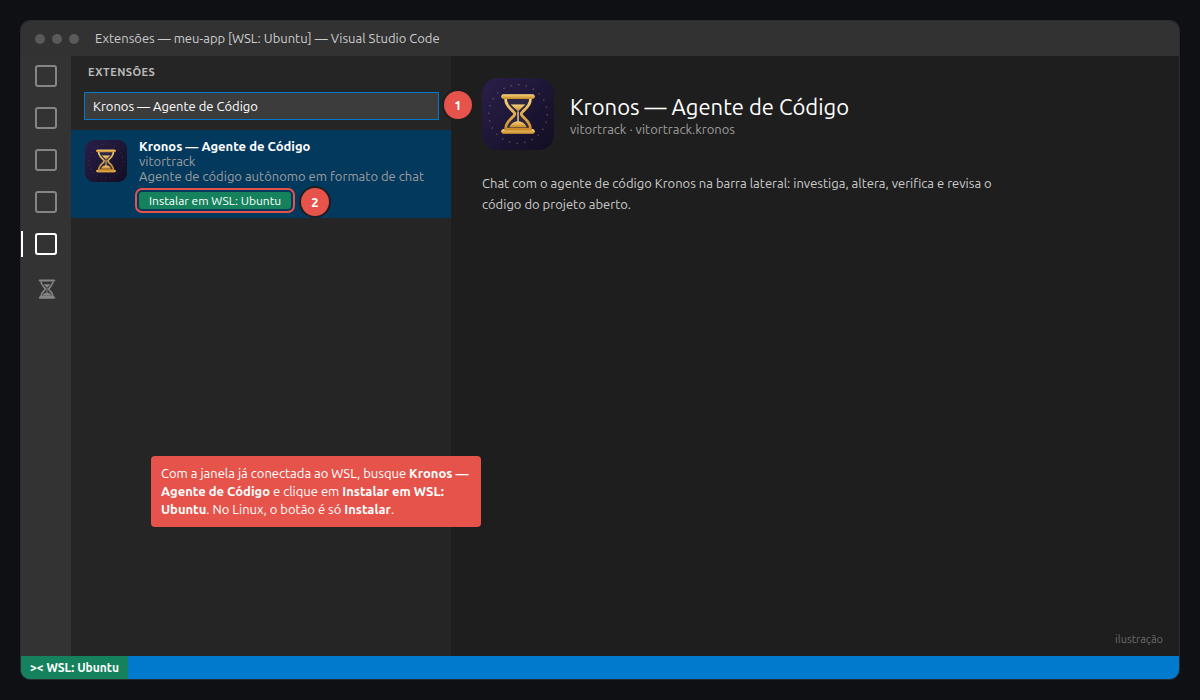 Extensões — meu-app [WSL: Ubuntu] — Visual Studio Code
EXTENSÕES
Kronos — Agente de Código
1
Kronos — Agente de Código
vitortrack
Agente de código autônomo em formato de chat
Instalar em WSL: Ubuntu
2
Kronos — Agente de Código
vitortrack · vitortrack.kronos
Chat com o agente de código Kronos na barra lateral: investiga, altera, verifica e revisa o
código do projeto aberto.
Com a janela já conectada ao WSL, busque Kronos —
Agente de Código e clique em Instalar em WSL:
Ubuntu. No Linux, o botão é só Instalar.
ilustração
>< WSL: Ubuntu